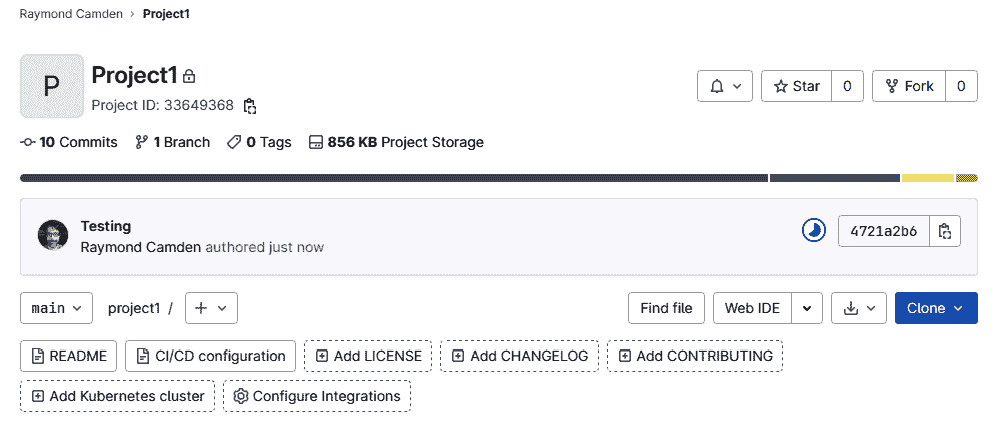 Raymond Camden › Project1
P
Project1
Project ID: 33649368
Star 0 Fork 0
10 Commits 1 Branch 0 Tags 856 KB Project Storage
Testing
Raymond Camden authored just now
4721a2b6
main project1 / + Find file Web IDE Clone
README CI/CD configuration Add LICENSE Add CHANGELOG Add CONTRIBUTING
Add Kubernetes cluster Configure Integrations